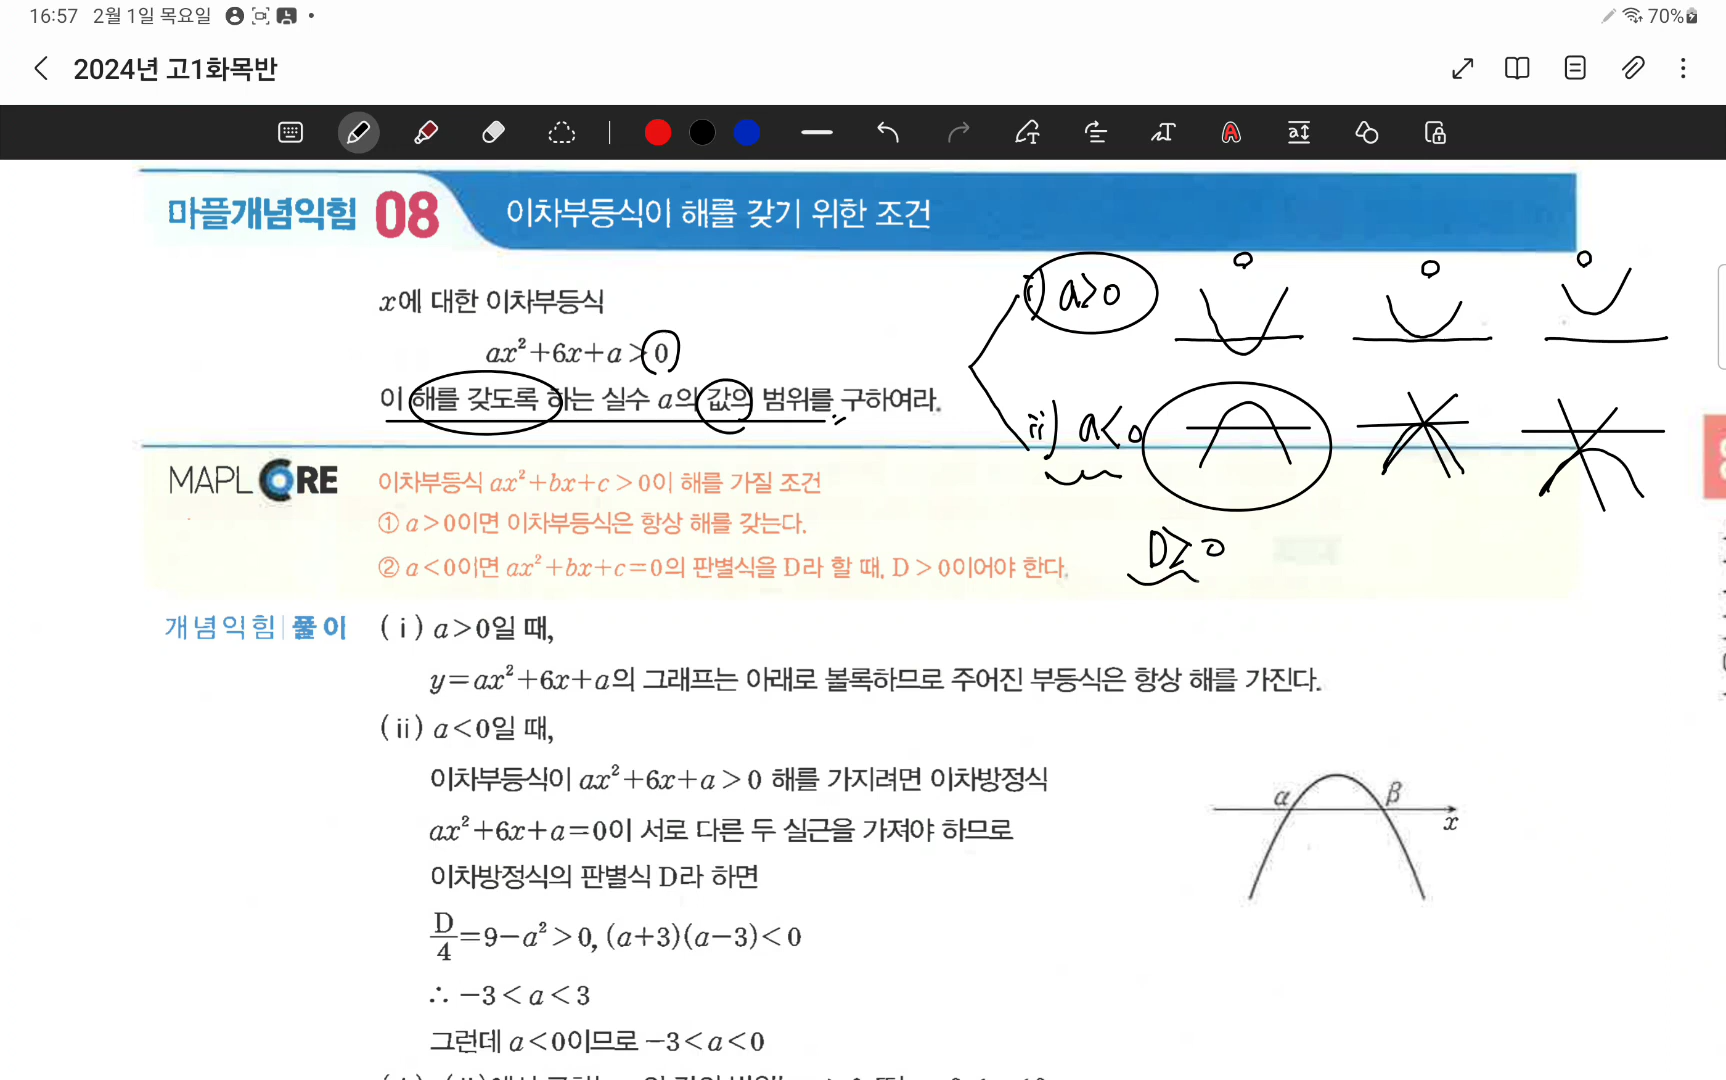 16:57 2월 1일 목요일
70%
2024년 고1화목반
마플개념익힘 08 이차부등식이 해를 갖기 위한 조건
x에 대한 이차부등식
ax²+6x+a>0
이 해를 갖도록 하는 실수 a의 값의 범위를 구하여라.
i) a>0
ii) a<0
D≥0
MAPL CORE
이차부등식 ax²+bx+c>0이 해를 가질 조건
① a>0이면 이차부등식은 항상 해를 갖는다.
② a<0이면 ax²+bx+c=0의 판별식을 D라 할 때, D>0이어야 한다.
개념익힘 | 풀이
(i) a>0일 때,
y=ax²+6x+a의 그래프는 아래로 볼록하므로 주어진 부등식은 항상 해를 가진다.
(ii) a<0일 때,
이차부등식이 ax²+6x+a>0 해를 가지려면 이차방정식
ax²+6x+a=0이 서로 다른 두 실근을 가져야 하므로
이차방정식의 판별식 D라 하면
D/4=9-a²>0, (a+3)(a-3)<0
∴ -3<a<3
그런데 a<0이므로 -3<a<0
α β x